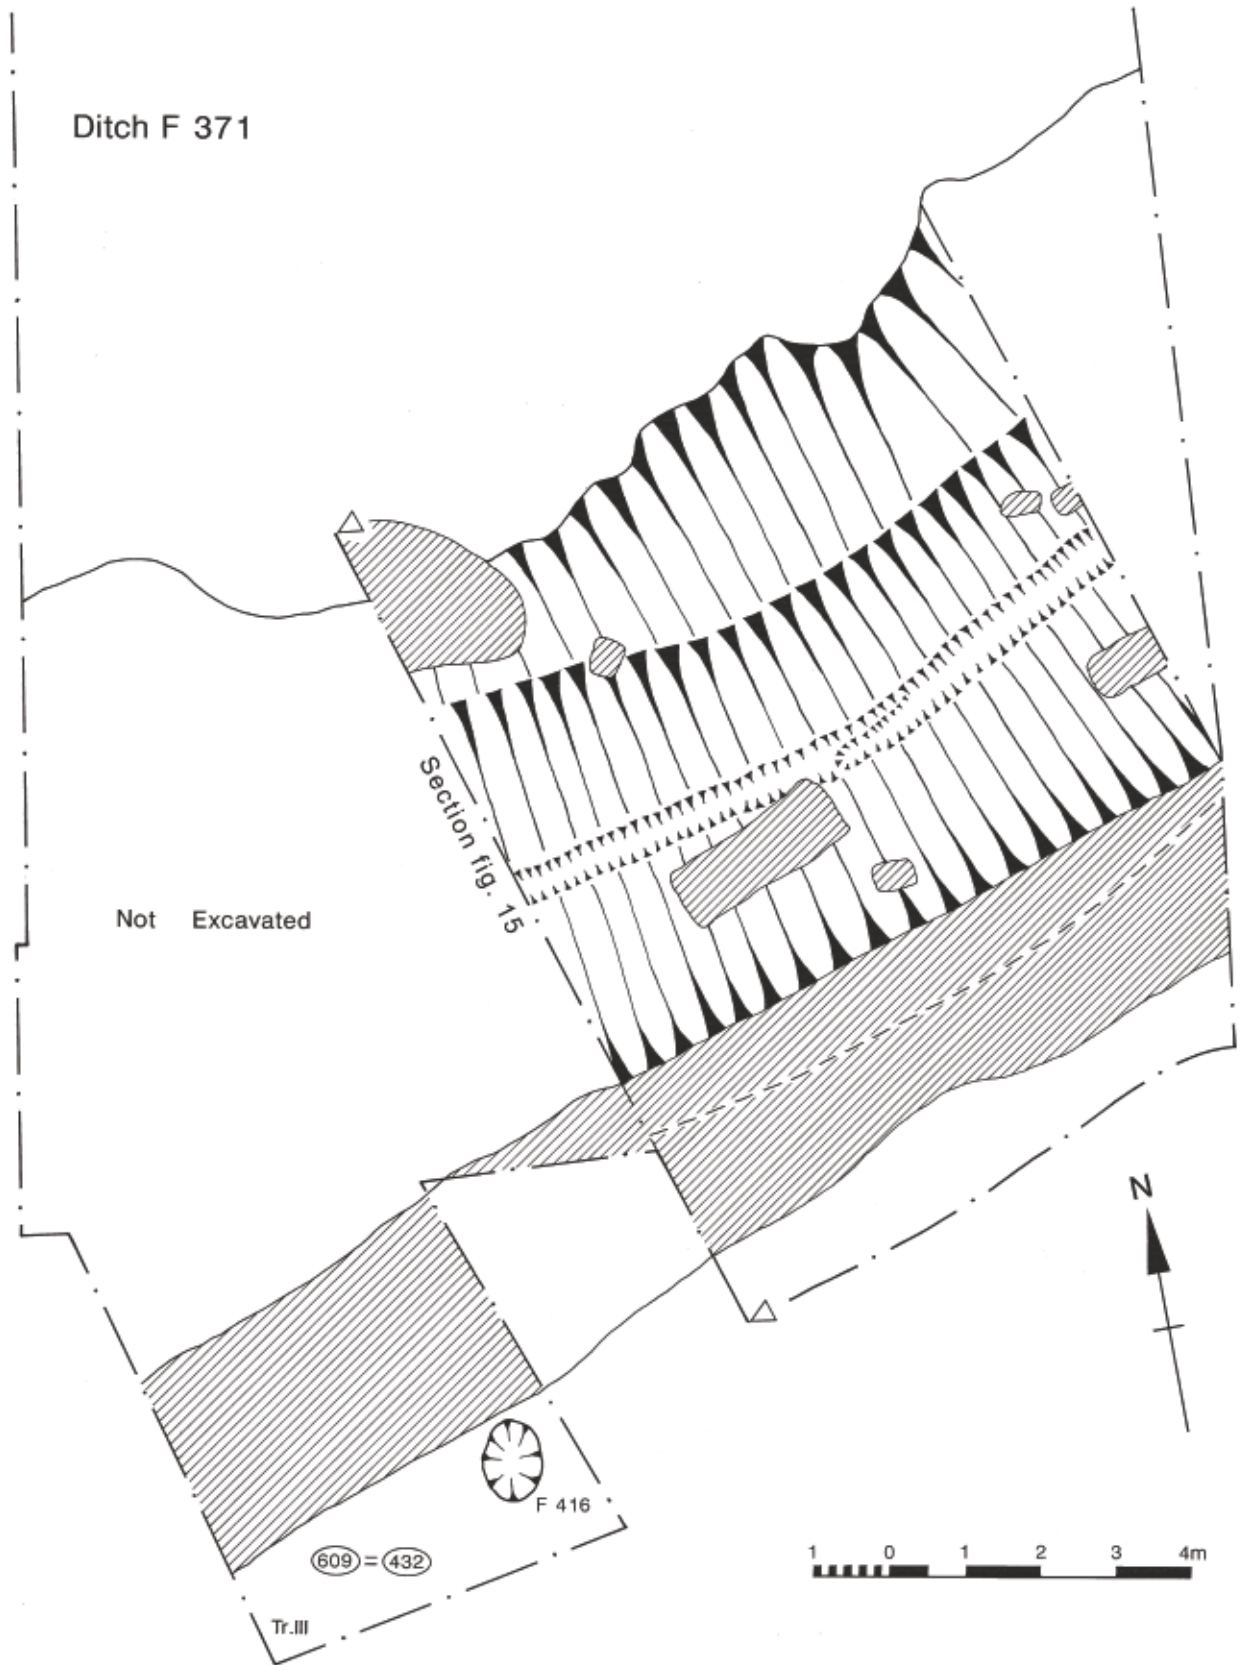 Ditch F 371
Section fig. 15
Not Excavated
N
F 416
609 = 432
1 0 1 2 3 4m
Tr.III